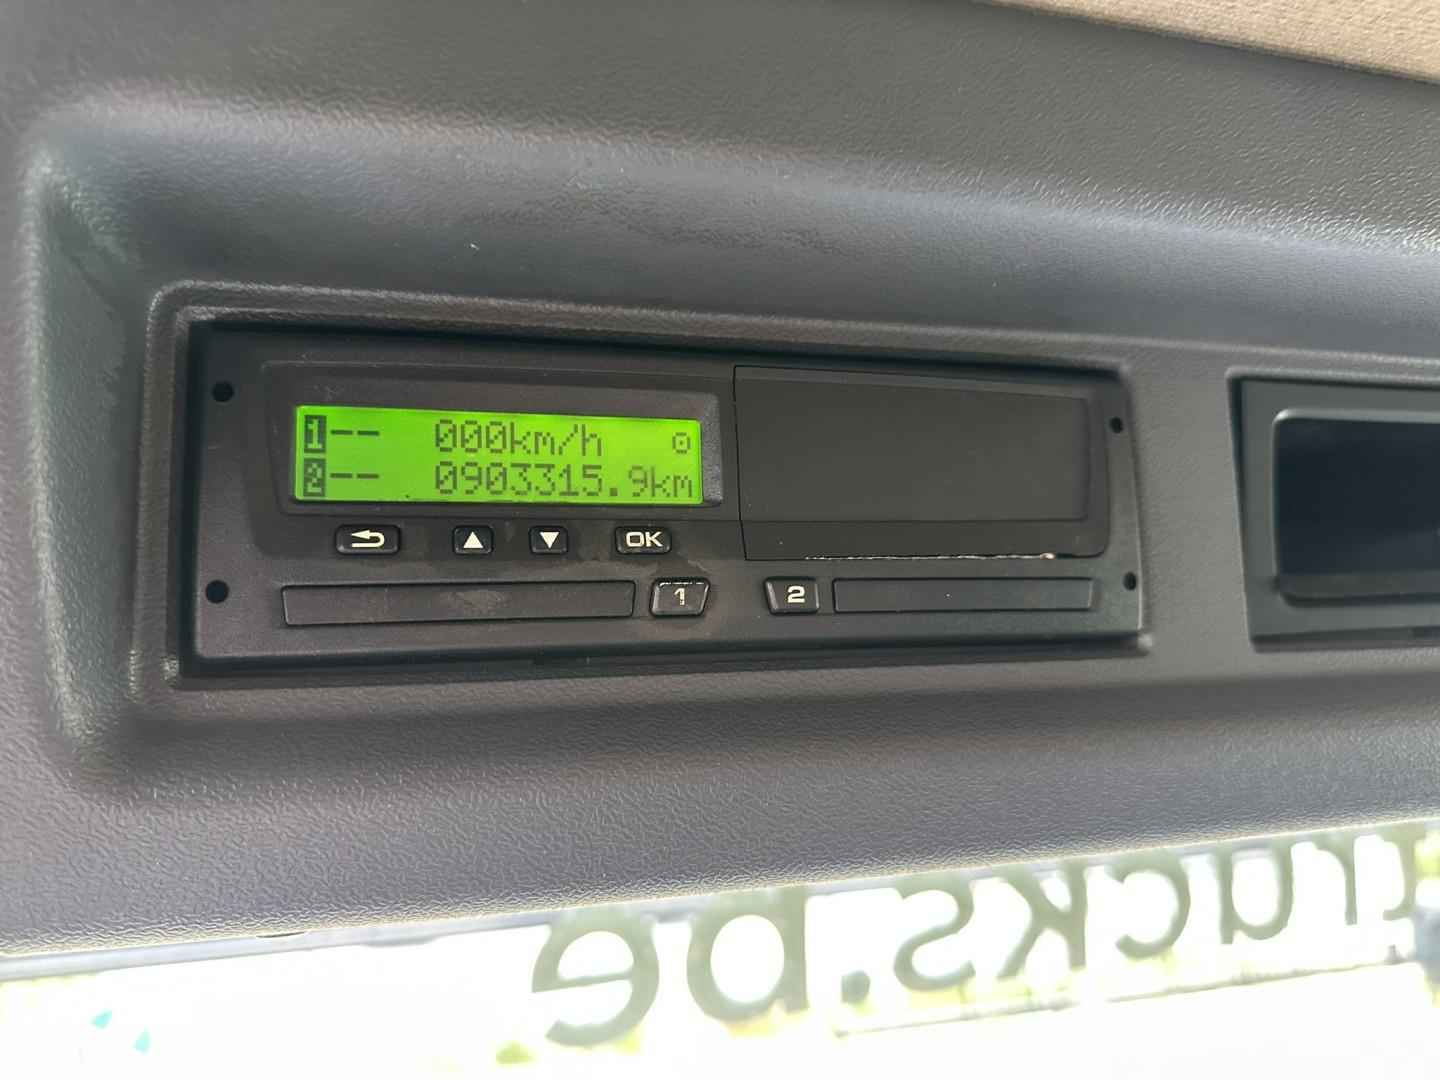 1-- 000km/h
2-- 0903315.9km
OK
1 2
trucks.be